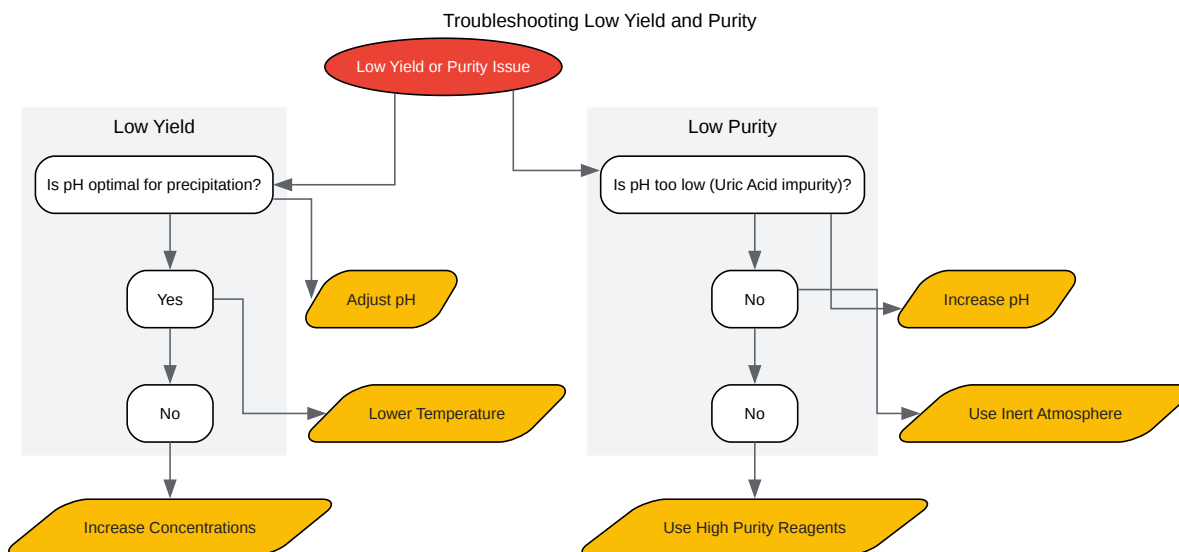 Troubleshooting Low Yield and Purity
Low Yield or Purity Issue
Low Yield
Low Purity
Is pH optimal for precipitation?
Is pH too low (Uric Acid impurity)?
Yes
Adjust pH
No
Increase pH
No
Lower Temperature
No
Use Inert Atmosphere
Increase Concentrations
Use High Purity Reagents